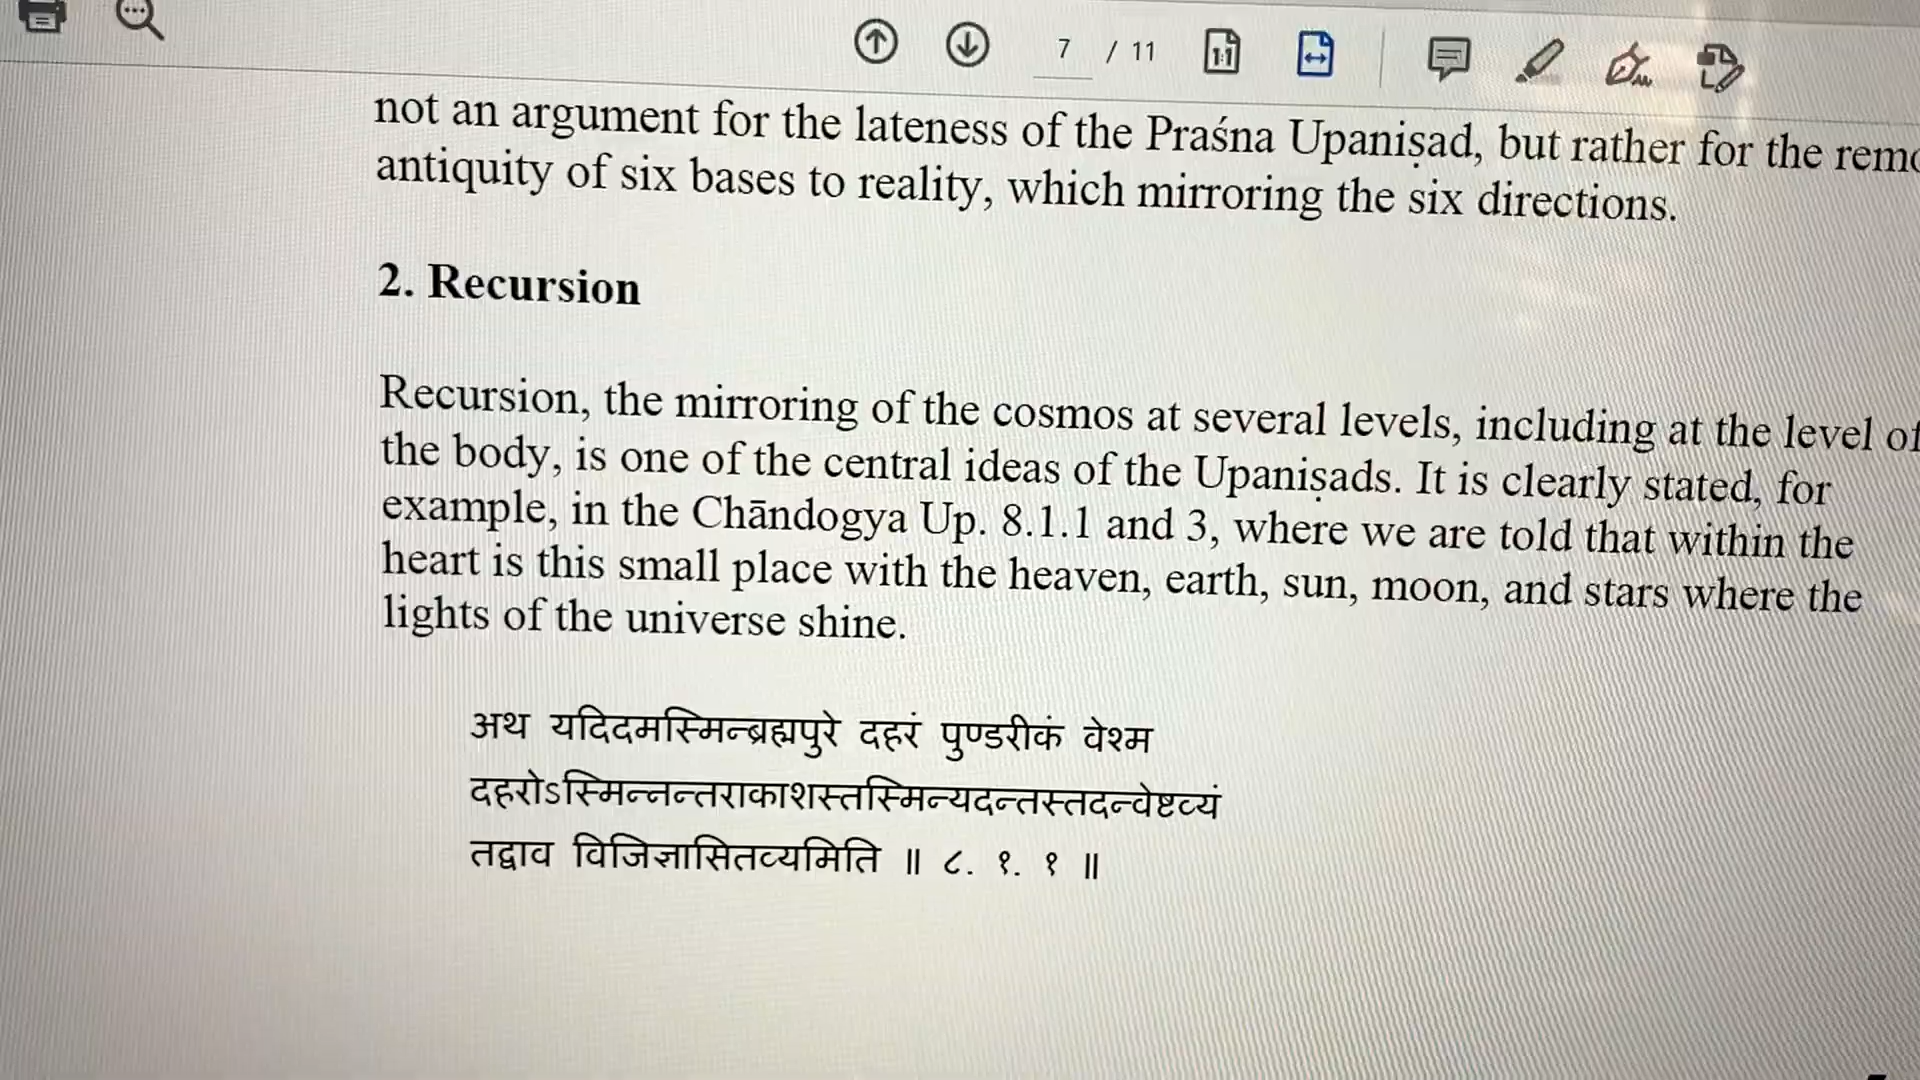 7 / 11
1:1
not an argument for the lateness of the Praśna Upaniṣad, but rather for the
antiquity of six bases to reality, which mirroring the six directions.
2. Recursion
Recursion, the mirroring of the cosmos at several levels, including at the level of
the body, is one of the central ideas of the Upaniṣads. It is clearly stated, for
example, in the Chāndogya Up. 8.1.1 and 3, where we are told that within the
heart is this small place with the heaven, earth, sun, moon, and stars where the
lights of the universe shine.
अथ यदिदमस्मिन्ब्रह्मपुरे दहरं पुण्डरीकं वेश्म
दहरोऽस्मिन्नन्तराकाशस्तस्मिन्यदन्तस्तदन्वेष्टव्यं
तद्वाव विजिज्ञासितव्यमिति ॥ ८. १. १ ॥